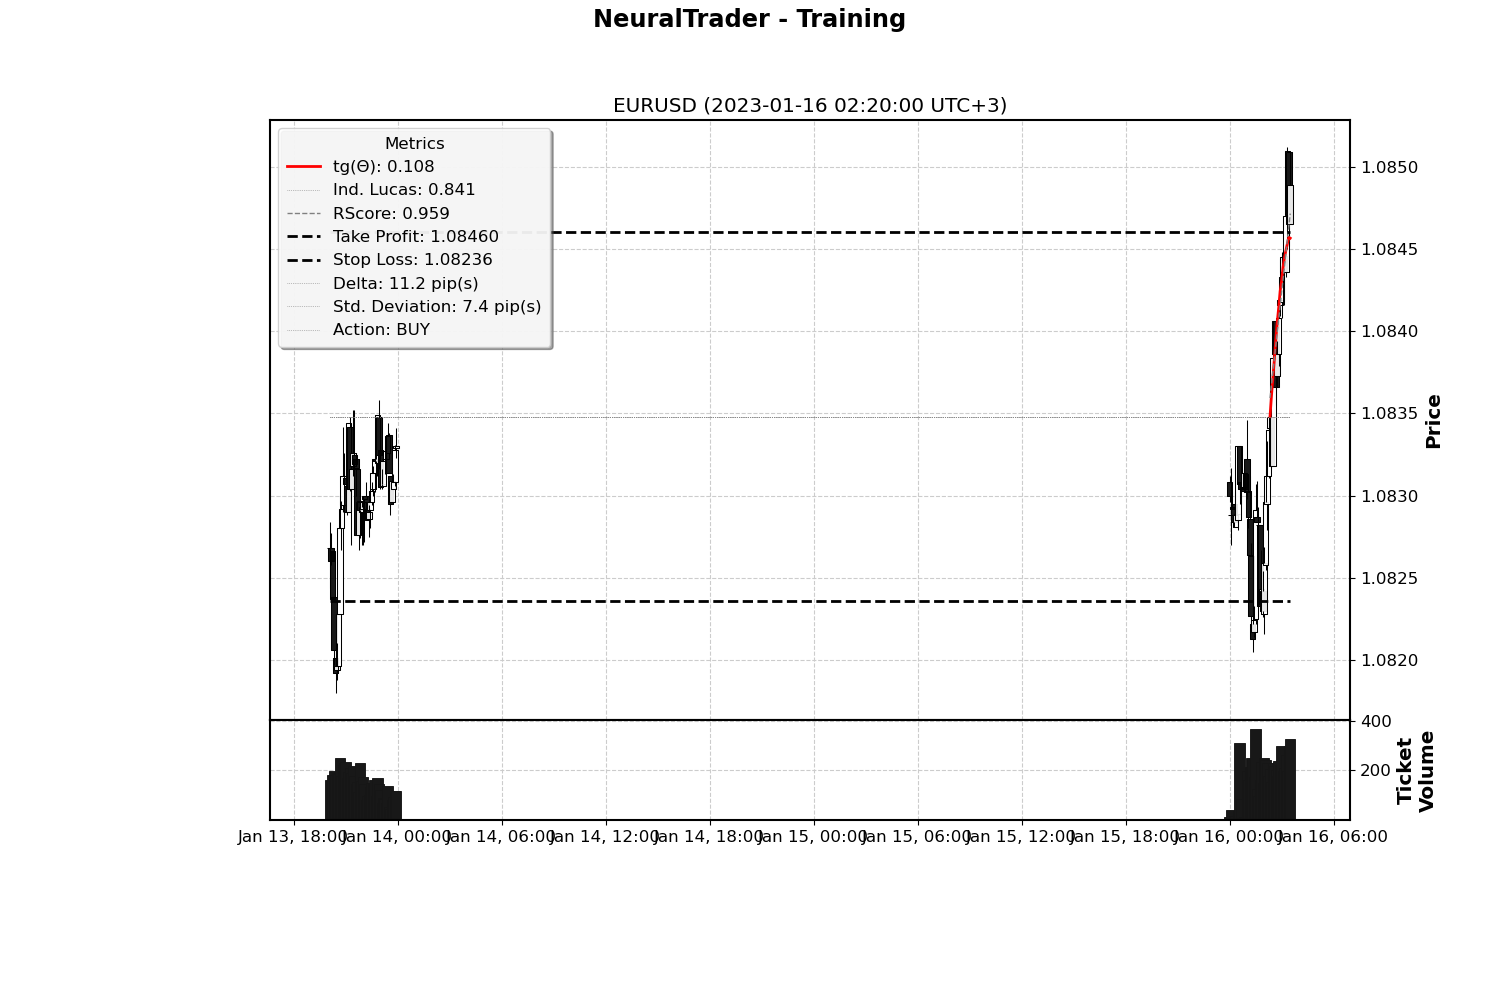 NeuralTrader - Training
EURUSD (2023-01-16 02:20:00 UTC+3)
Metrics
tg(Θ): 0.108
Ind. Lucas: 0.841
RScore: 0.959
Take Profit: 1.08460
Stop Loss: 1.08236
Delta: 11.2 pip(s)
Std. Deviation: 7.4 pip(s)
Action: BUY
1.0850
1.0845
1.0840
1.0835
1.0830
1.0825
1.0820
Price
400
200
Ticket
Volume
Jan 13, 18:00
Jan 14, 00:00
Jan 14, 06:00
Jan 14, 12:00
Jan 14, 18:00
Jan 15, 00:00
Jan 15, 06:00
Jan 15, 12:00
Jan 15, 18:00
Jan 16, 00:00
Jan 16, 06:00